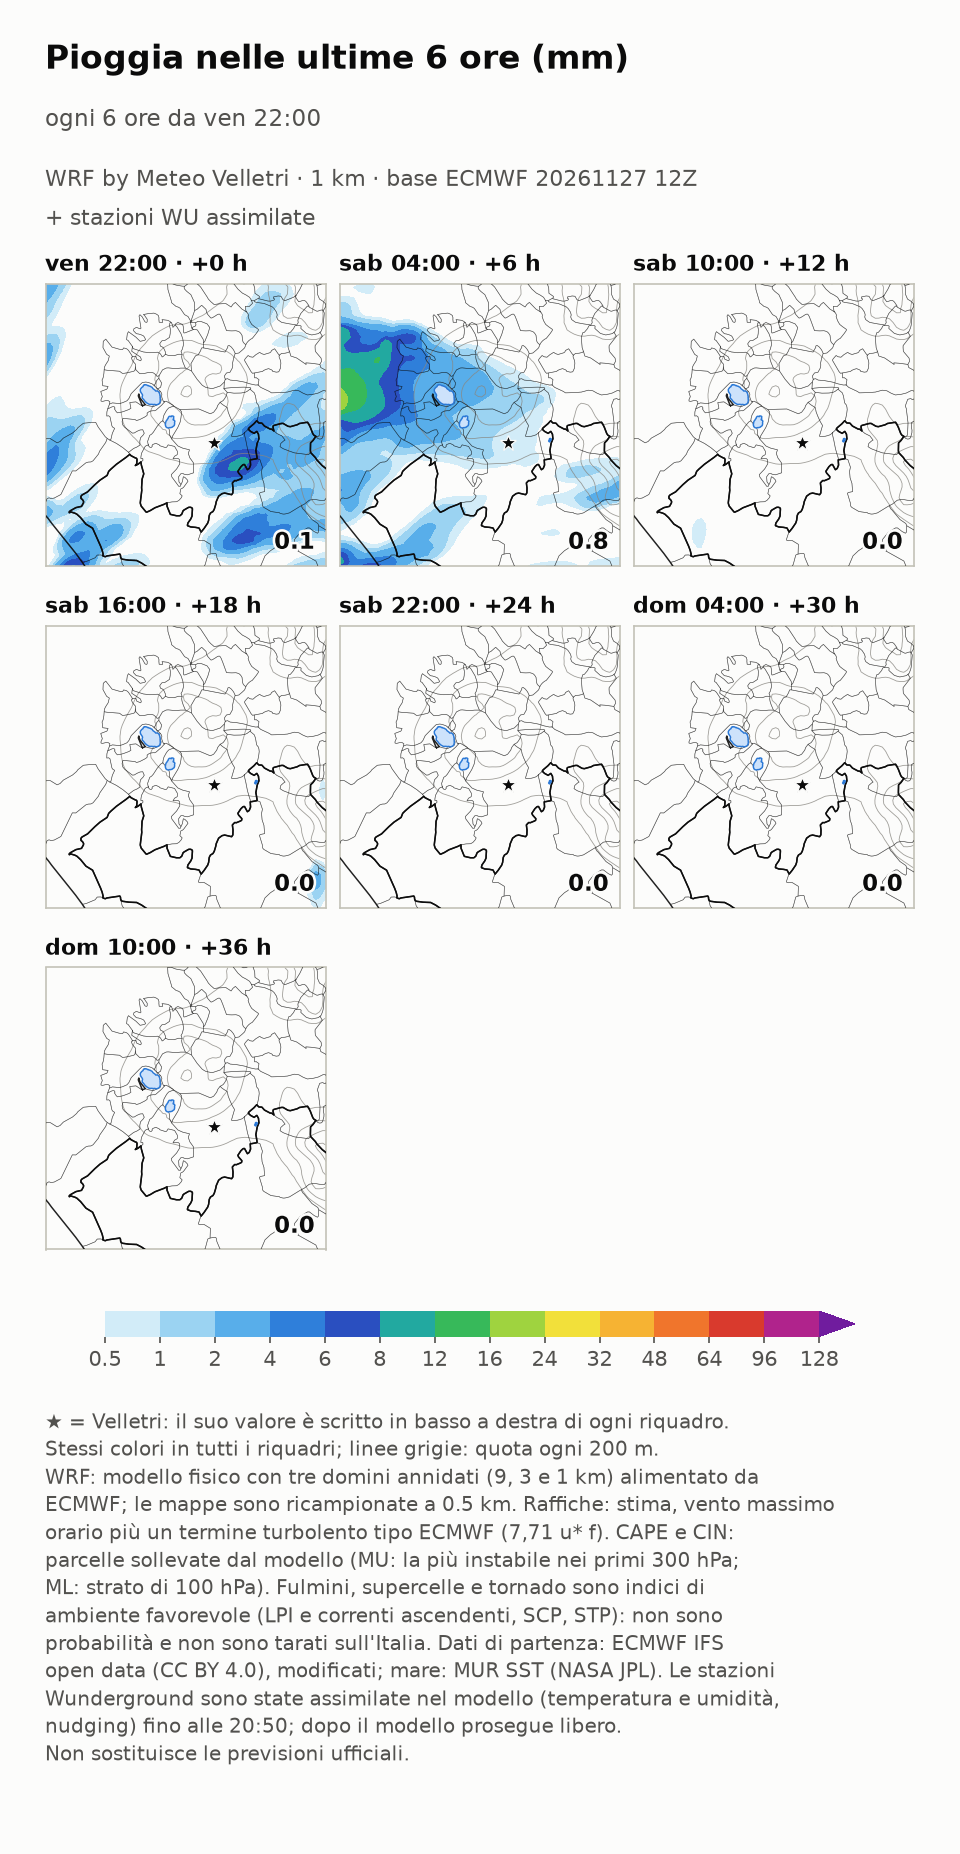 Pioggia nelle ultime 6 ore (mm)
ogni 6 ore da ven 22:00
WRF by Meteo Velletri · 1 km · base ECMWF 20261127 12Z
+ stazioni WU assimilate
ven 22:00 · +0 h
sab 04:00 · +6 h
sab 10:00 · +12 h
0.1
0.8
0.0
sab 16:00 · +18 h
sab 22:00 · +24 h
dom 04:00 · +30 h
0.0
0.0
0.0
dom 10:00 · +36 h
0.0
0.5 1 2 4 6 8 12 16 24 32 48 64 96 128
★ = Velletri: il suo valore è scritto in basso a destra di ogni riquadro.
Stessi colori in tutti i riquadri; linee grigie: quota ogni 200 m.
WRF: modello fisico con tre domini annidati (9, 3 e 1 km) alimentato da
ECMWF; le mappe sono ricampionate a 0.5 km. Raffiche: stima, vento massimo
orario più un termine turbolento tipo ECMWF (7,71 u* f). CAPE e CIN:
parcelle sollevate dal modello (MU: la più instabile nei primi 300 hPa;
ML: strato di 100 hPa). Fulmini, supercelle e tornado sono indici di
ambiente favorevole (LPI e correnti ascendenti, SCP, STP): non sono
probabilità e non sono tarati sull'Italia. Dati di partenza: ECMWF IFS
open data (CC BY 4.0), modificati; mare: MUR SST (NASA JPL). Le stazioni
Wunderground sono state assimilate nel modello (temperatura e umidità,
nudging) fino alle 20:50; dopo il modello prosegue libero.
Non sostituisce le previsioni ufficiali.